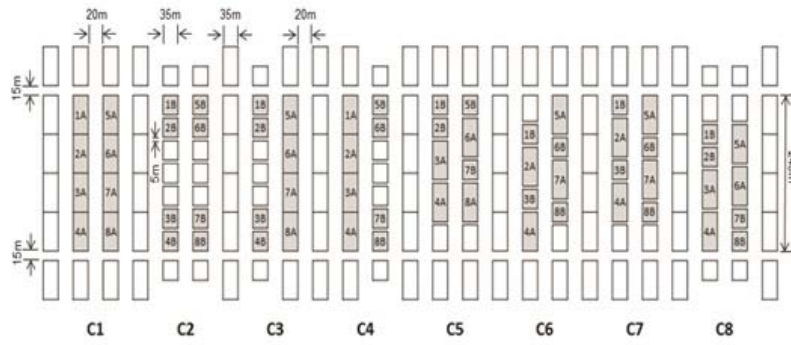 20m 35m 35m 20m
15m
1A 5A
2A 6A
3A 7A
4A 8A
1B 5B
2B 6B
5m
3B 7B
4B 8B
1B 5A
2B 6A
3B 7A
4B 8A
1A 5B
2A 6B
3A 7B
4A 8B
1B 5B
2B 6A
3A 7B
4A 8A
1B 5A
2A 6B
3B 7A
4A 8B
1B 5A
2A 6B
3B 7A
4A 8B
1B 5A
2B 6A
3A 7B
4A 8B
15m
C1 C2 C3 C4 C5 C6 C7 C8